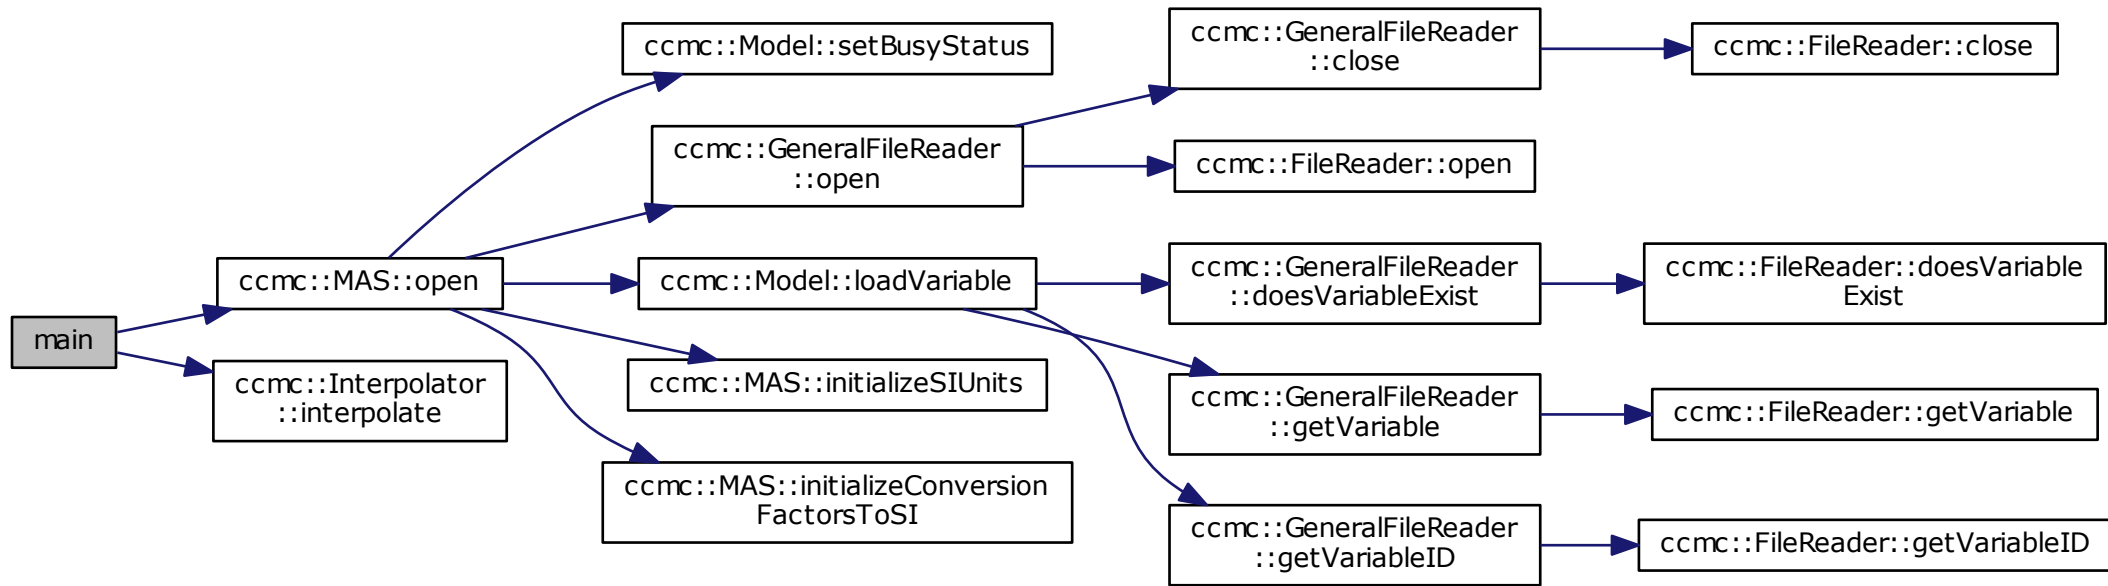 main
ccmc::MAS::open
ccmc::Interpolator
::interpolate
ccmc::Model::setBusyStatus
ccmc::GeneralFileReader
::open
ccmc::Model::loadVariable
ccmc::MAS::initializeSIUnits
ccmc::MAS::initializeConversion
FactorsToSI
ccmc::GeneralFileReader
::close
ccmc::FileReader::open
ccmc::GeneralFileReader
::doesVariableExist
ccmc::GeneralFileReader
::getVariable
ccmc::GeneralFileReader
::getVariableID
ccmc::FileReader::close
ccmc::FileReader::doesVariable
Exist
ccmc::FileReader::getVariable
ccmc::FileReader::getVariableID